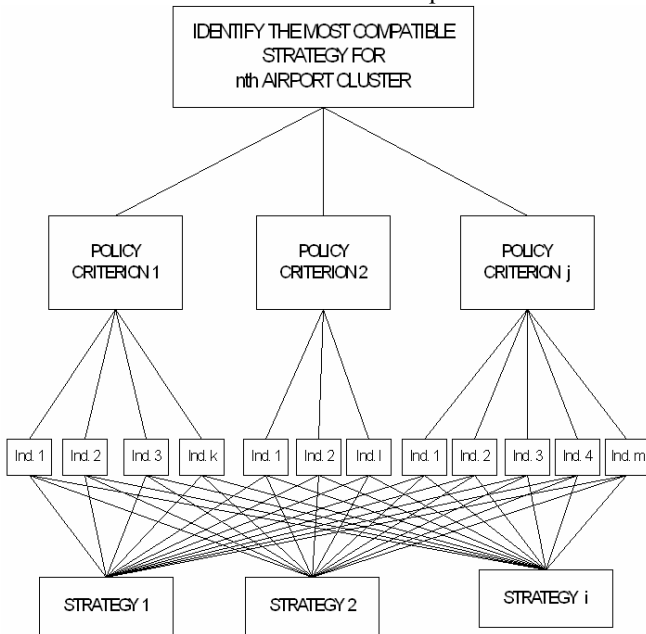 IDENTIFY THE MOST COMPATIBLE
STRATEGY FOR
nth AIRPORT CLUSTER
POLICY
CRITERION 1
POLICY
CRITERION 2
POLICY
CRITERION j
Ind. 1
Ind. 2
Ind. 3
Ind. k
Ind. 1
Ind. 2
Ind. l
Ind. 1
Ind. 2
Ind. 3
Ind. 4
Ind. m
STRATEGY 1
STRATEGY 2
STRATEGY i